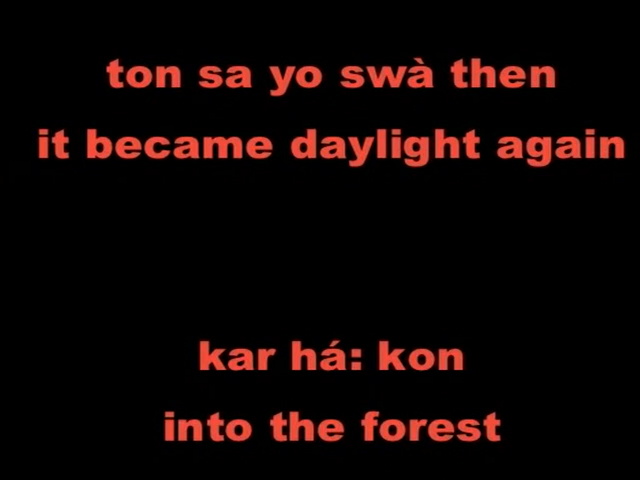 ton sa yo swà then
it became daylight again
kar há: kon
into the forest